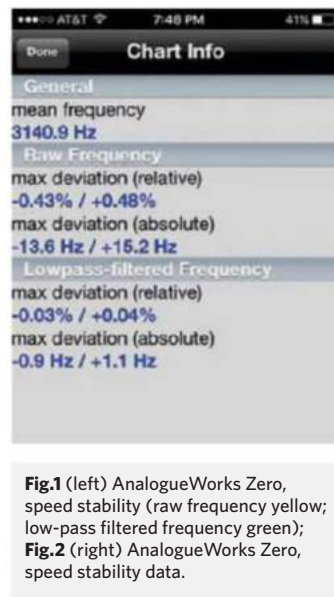 AT&T 7:48 PM 41%
Done Chart Info
General
mean frequency
3140.9 Hz
Raw Frequency
max deviation (relative)
-0.43% / +0.48%
max deviation (absolute)
-13.6 Hz / +15.2 Hz
Lowpass-filtered Frequency
max deviation (relative)
-0.03% / +0.04%
max deviation (absolute)
-0.9 Hz / +1.1 Hz
Fig.1 (left) AnalogueWorks Zero,
speed stability (raw frequency yellow;
low-pass filtered frequency green);
Fig.2 (right) AnalogueWorks Zero,
speed stability data.